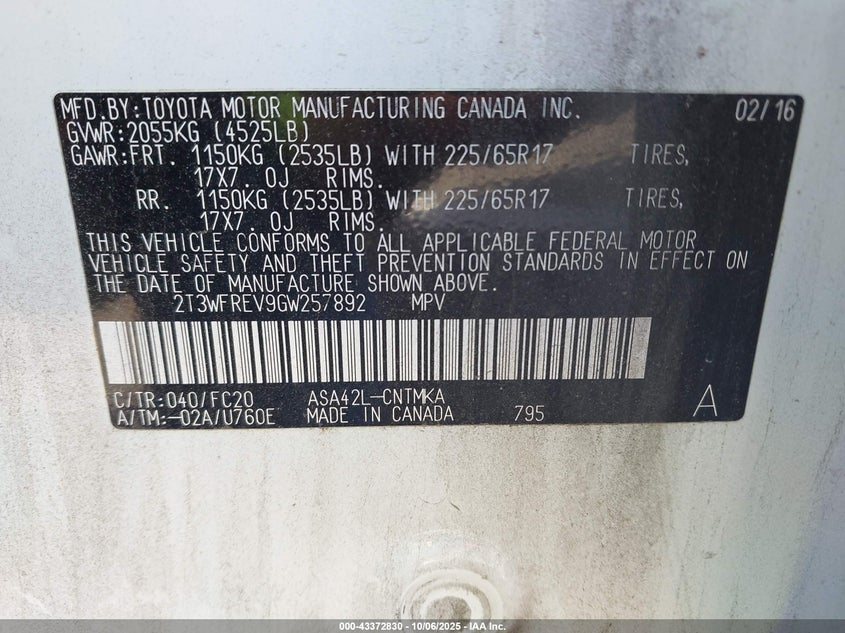 MFD.BY:TOYOTA MOTOR MANUFACTURING CANADA INC. 02/16
GVWR:2055KG (4525LB)
GAWR:FRT. 1150KG (2535LB) WITH 225/65R17 TIRES,
17X7.0J RIMS.
RR. 1150KG (2535LB) WITH 225/65R17 TIRES,
17X7.0J RIMS.
THIS VEHICLE CONFORMS TO ALL APPLICABLE FEDERAL MOTOR
VEHICLE SAFETY AND THEFT PREVENTION STANDARDS IN EFFECT ON
THE DATE OF MANUFACTURE SHOWN ABOVE.
2T3WFREV9GW257892 MPV
C/TR:040/FC20 ASA42L-CNTMKA
A/TM:-02A/U760E MADE IN CANADA 795 A
000-43372830 - 10/06/2025 - IAA Inc.